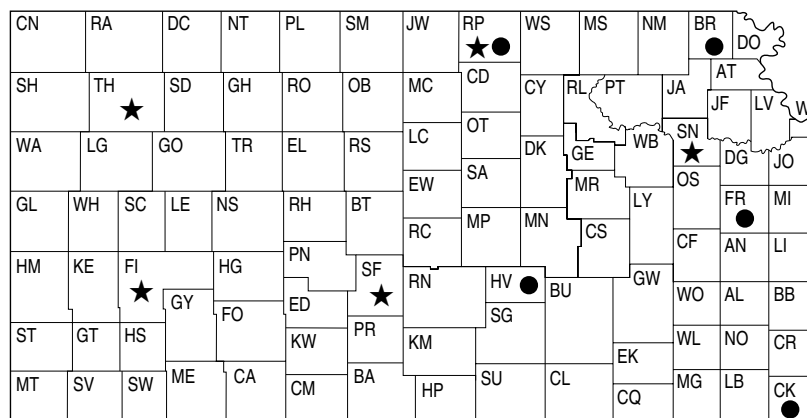 CN RA DC NT PL SM JW RP WS MS NM BR DO
SH TH SD GH RO OB MC CD CY RL PT JA AT
JF LV W
WA LG GO TR EL RS LC OT DK GE WB SN DG JO
GL WH SC LE NS RH BT EW SA MR LY OS FR MI
RC MP MN CS
HM KE FI HG PN SF RN HV BU GW CF AN LI
ST GT HS GY FO ED PR KM SG WO AL BB
KW EK WL NO CR
MT SV SW ME CA CM BA HP SU CL CQ MG LB CK